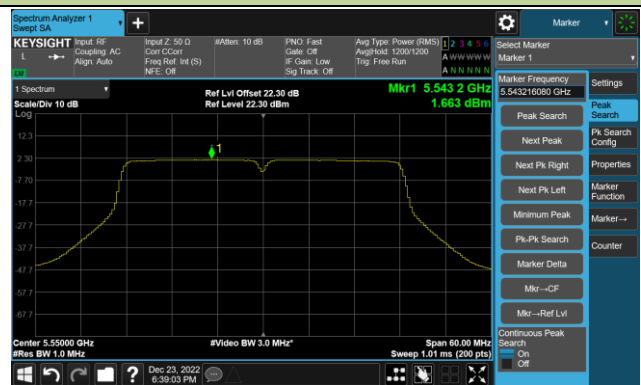 Spectrum Analyzer 1
Swept SA
KEYSIGHT
L
LXI
Input: RF
Coupling: AC
Align: Auto
Input Z: 50 Ω
Corr CCorr
Freq Ref: Int (S)
NFE: Off
#Atten: 10 dB
PNO: Fast
Gate: Off
IF Gain: Low
Sig Track: Off
Avg Type: Power (RMS)
Avg|Hold: 1200/1200
Trig: Free Run
1 2 3 4 5 6
A W W W W W
A N N N N N
1 Spectrum
Scale/Div 10 dB
Log
Ref Lvl Offset 22.30 dB
Ref Level 22.30 dBm
Mkr1 5.543 2 GHz
1.663 dBm
1
12.3
2.30
-7.70
-17.7
-27.7
-37.7
-47.7
-57.7
-67.7
Center 5.55000 GHz
#Res BW 1.0 MHz
#Video BW 3.0 MHz*
Span 60.00 MHz
Sweep 1.01 ms (200 pts)
?
Dec 23, 2022
6:39:03 PM
Marker
Select Marker
Marker 1
Marker Frequency
5.543216080 GHz
Peak Search
Next Peak
Next Pk Right
Next Pk Left
Minimum Peak
Pk-Pk Search
Marker Delta
Mkr→CF
Mkr→Ref Lvl
Continuous Peak
Search
On
Off
Settings
Peak
Search
Pk Search
Config
Properties
Marker
Function
Marker→
Counter